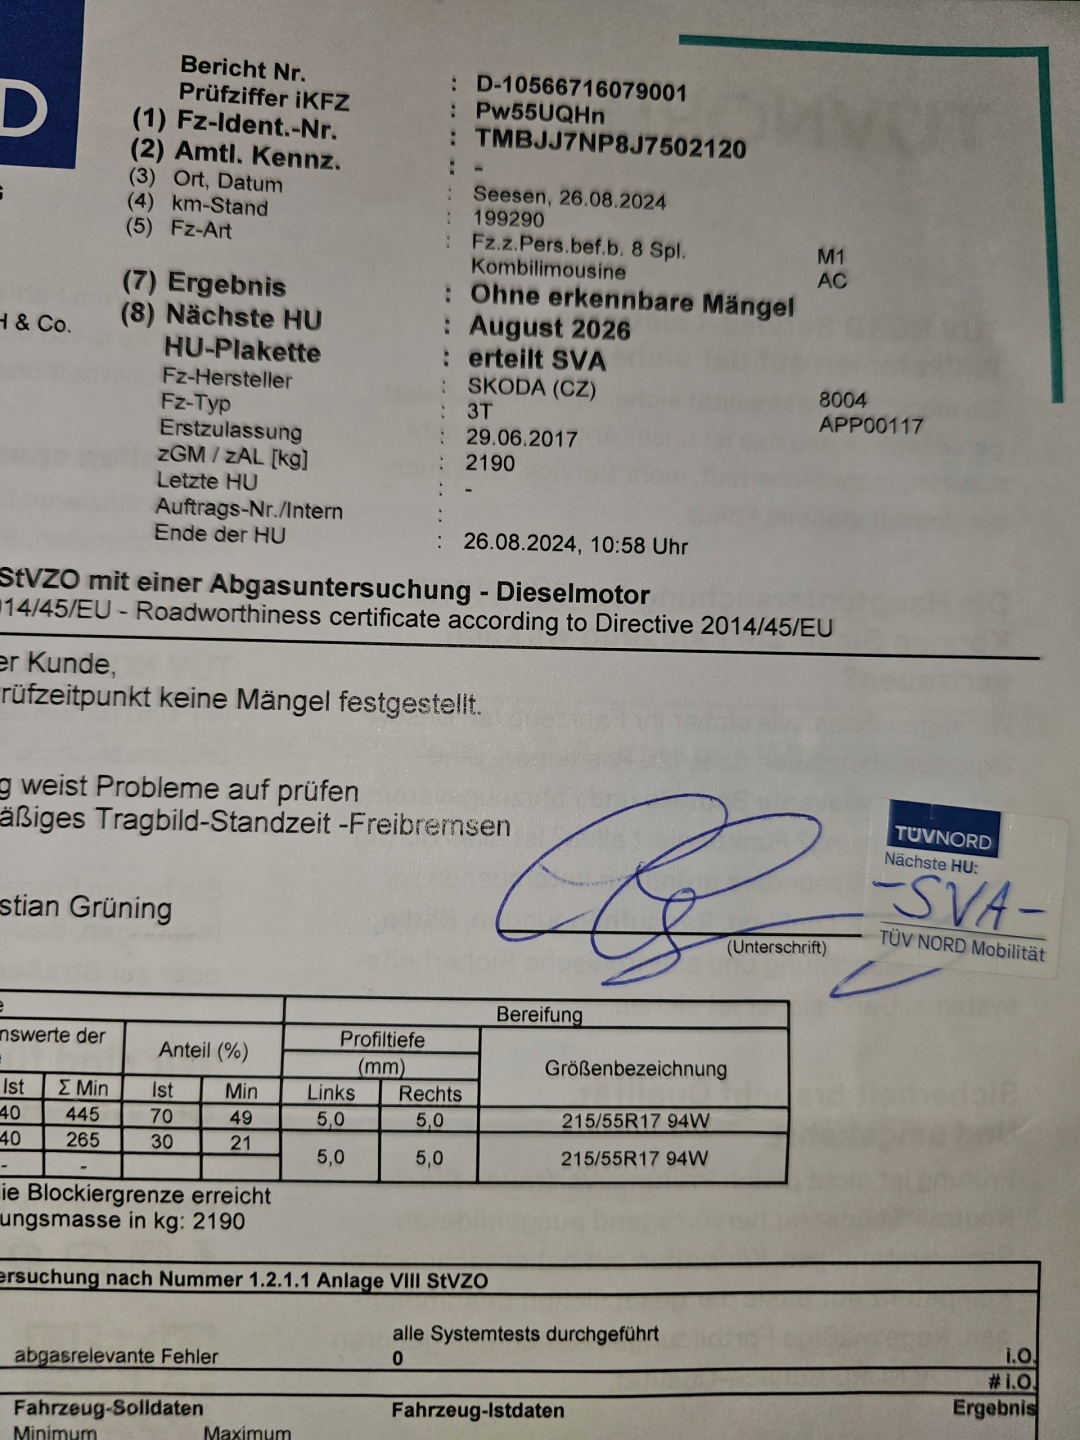 D
Bericht Nr. : D-10566716079001
Prüfziffer iKFZ : Pw55UQHn
(1) Fz-Ident.-Nr. : TMBJJ7NP8J7502120
(2) Amtl. Kennz. : -
(3) Ort, Datum : Seesen, 26.08.2024
(4) km-Stand : 199290
(5) Fz-Art : Fz.z.Pers.bef.b. 8 Spl. M1
Kombilimousine AC
(7) Ergebnis : Ohne erkennbare Mängel
H & Co.
(8) Nächste HU : August 2026
HU-Plakette : erteilt SVA
Fz-Hersteller : SKODA (CZ) 8004
Fz-Typ : 3T APP00117
Erstzulassung : 29.06.2017
zGM / zAL [kg] : 2190
Letzte HU : -
Auftrags-Nr./Intern :
Ende der HU : 26.08.2024, 10:58 Uhr
StVZO mit einer Abgasuntersuchung - Dieselmotor
014/45/EU - Roadworthiness certificate according to Directive 2014/45/EU
er Kunde,
rüfzeitpunkt keine Mängel festgestellt.
g weist Probleme auf prüfen
äßiges Tragbild-Standzeit -Freibremsen
TÜVNORD
Nächste HU:
-SVA-
TÜV NORD Mobilität
stian Grüning
(Unterschrift)
e Bereifung
nswerte der Anteil (%) Profiltiefe (mm) Größenbezeichnung
Ist Σ Min Ist Min Links Rechts
40 445 70 49 5,0 5,0 215/55R17 94W
40 265 30 21 5,0 5,0 215/55R17 94W
- -
ie Blockiergrenze erreicht
ungsmasse in kg: 2190
ersuchung nach Nummer 1.2.1.1 Anlage VIII StVZO
alle Systemtests durchgeführt
abgasrelevante Fehler 0 i.O.
# i.O.
Fahrzeug-Solldaten Fahrzeug-Istdaten Ergebnis
Minimum Maximum